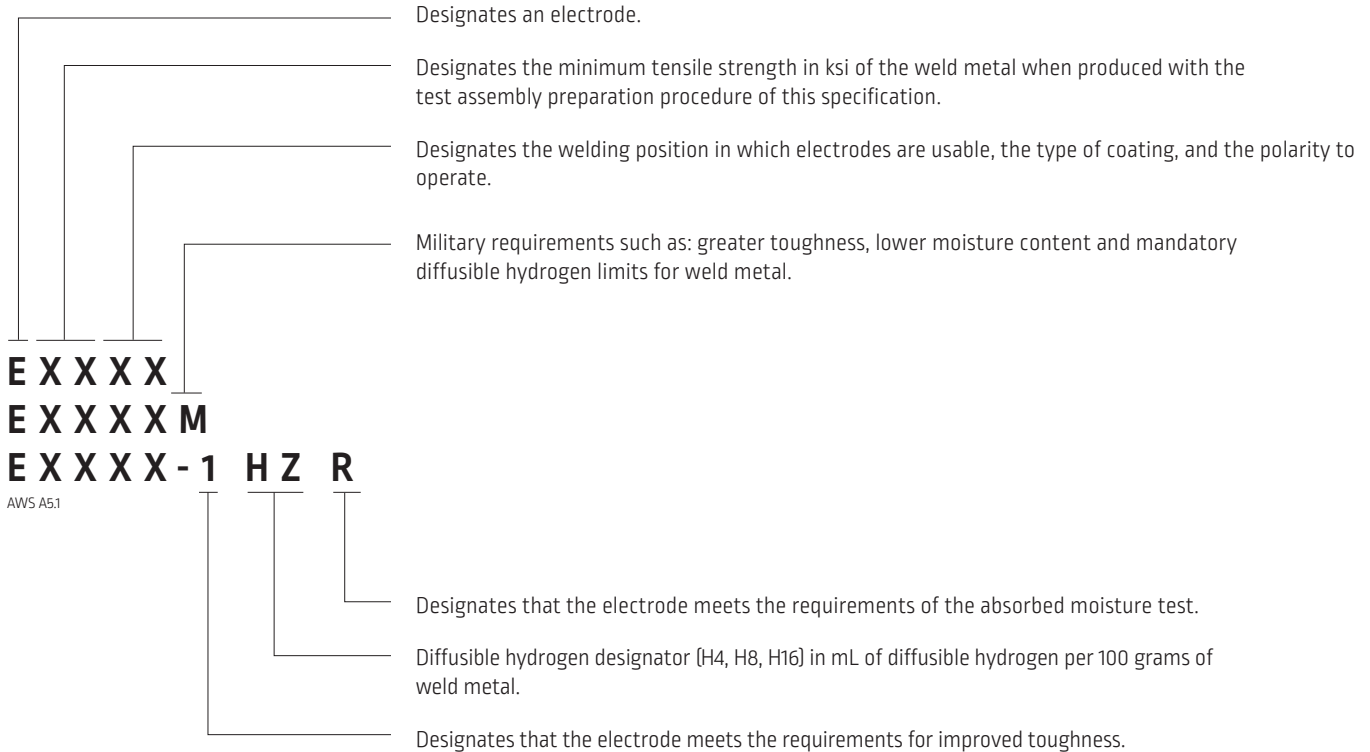 Designates an electrode.
Designates the minimum tensile strength in ksi of the weld metal when produced with the
test assembly preparation procedure of this specification.
Designates the welding position in which electrodes are usable, the type of coating, and the polarity to
operate.
Military requirements such as: greater toughness, lower moisture content and mandatory
diffusible hydrogen limits for weld metal.
E X X X X
E X X X X M
E X X X X - 1 H Z R
AWS A5.1
Designates that the electrode meets the requirements of the absorbed moisture test.
Diffusible hydrogen designator (H4, H8, H16) in mL of diffusible hydrogen per 100 grams of
weld metal.
Designates that the electrode meets the requirements for improved toughness.